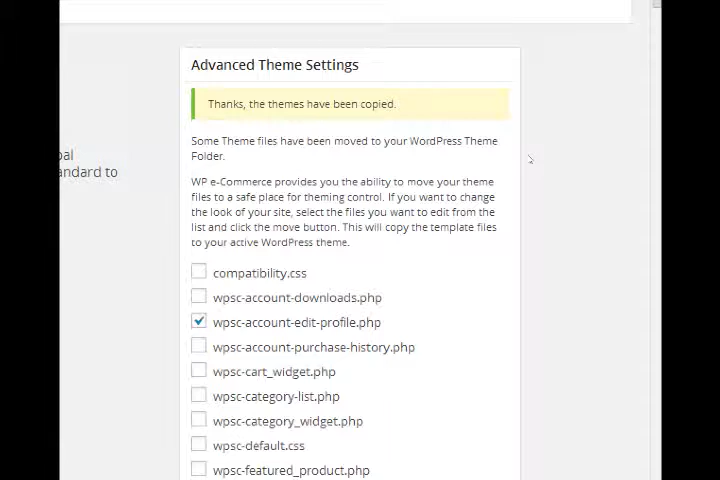 Advanced Theme Settings
Thanks, the themes have been copied.
Some Theme files have been moved to your WordPress Theme
Folder.
andard to
WP e-Commerce provides you the ability to move your theme
files to a safe place for theming control. If you want to change
the look of your site, select the files you want to edit from the
list and click the move button. This will copy the template files
to your active WordPress theme.
compatibility.css
wpsc-account-downloads.php
wpsc-account-edit-profile.php
wpsc-account-purchase-history.php
wpsc-cart_widget.php
wpsc-category-list.php
wpsc-category_widget.php
wpsc-default.css
wpsc-featured_product.php